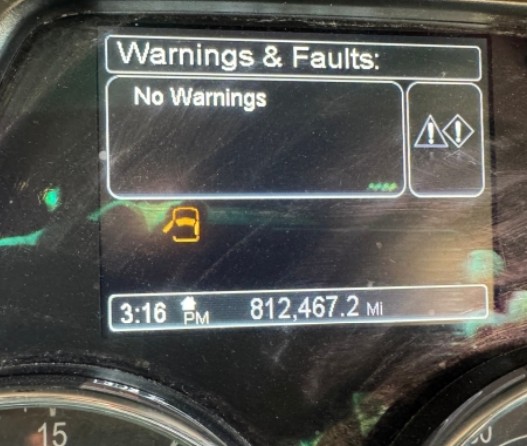 Warnings & Faults:
No Warnings
3:16 PM 812,467.2 Mi
15